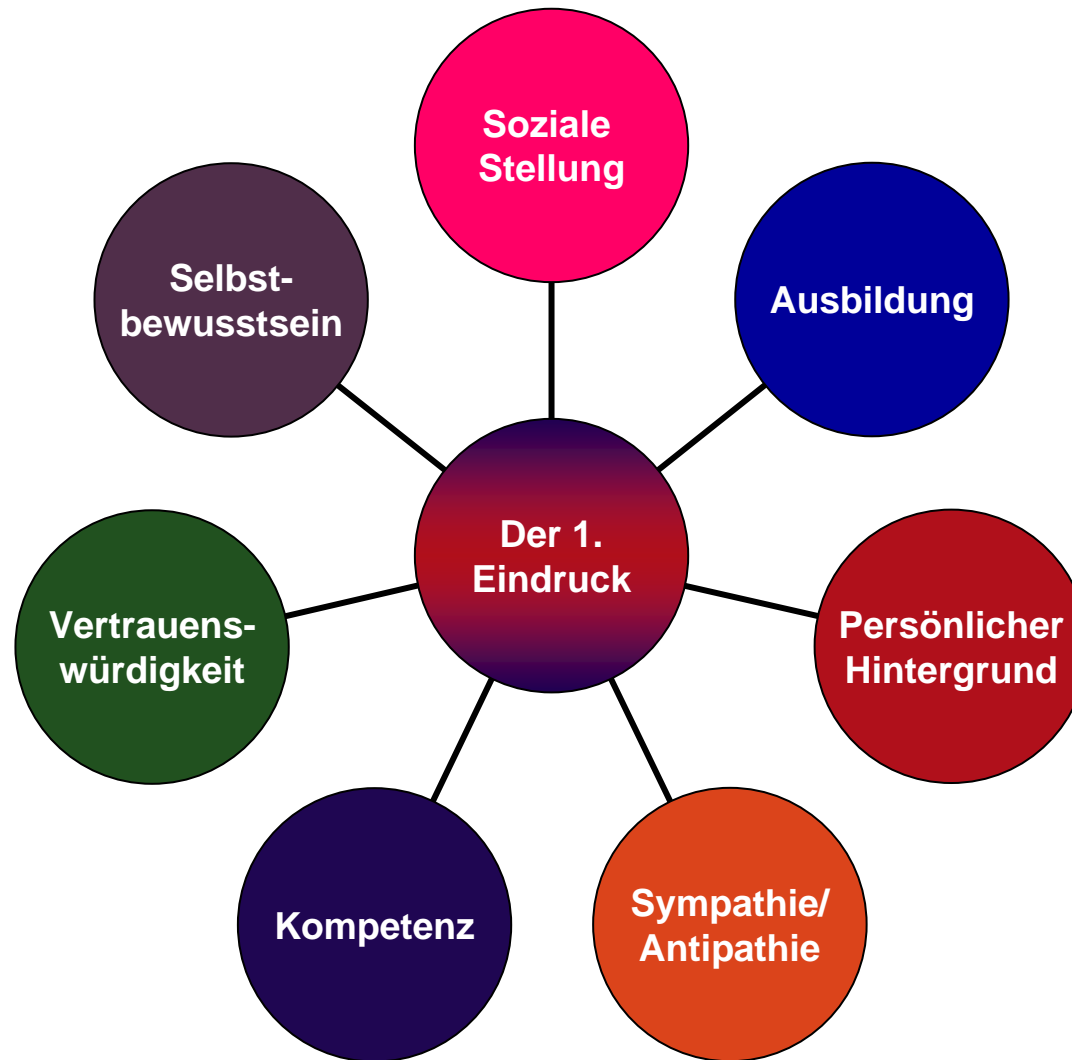 Soziale
Stellung
Ausbildung
Persönlicher
Hintergrund
Sympathie/
Antipathie
Kompetenz
Vertrauens-
würdigkeit
Selbst-
bewusstsein
Der 1.
Eindruck